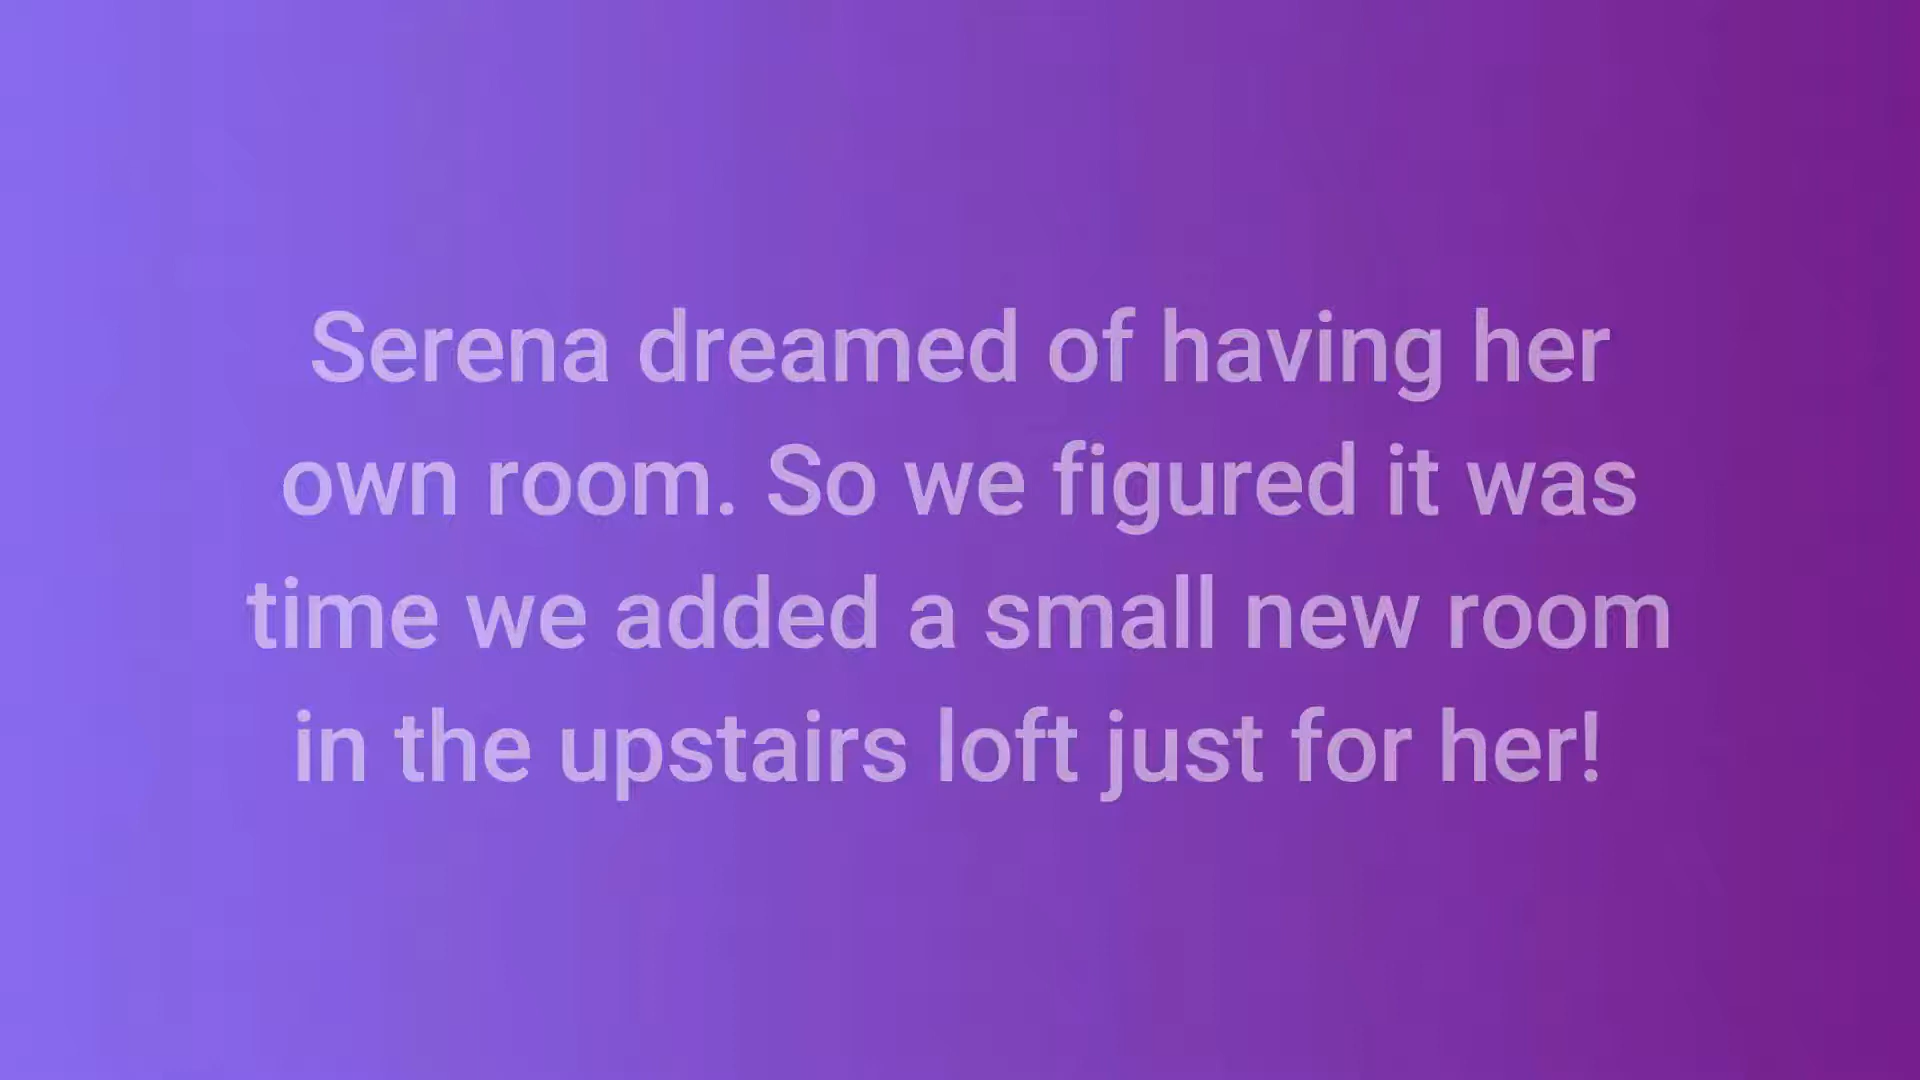 Serena dreamed of having her
own room. So we figured it was
time we added a small new room
in the upstairs loft just for her!